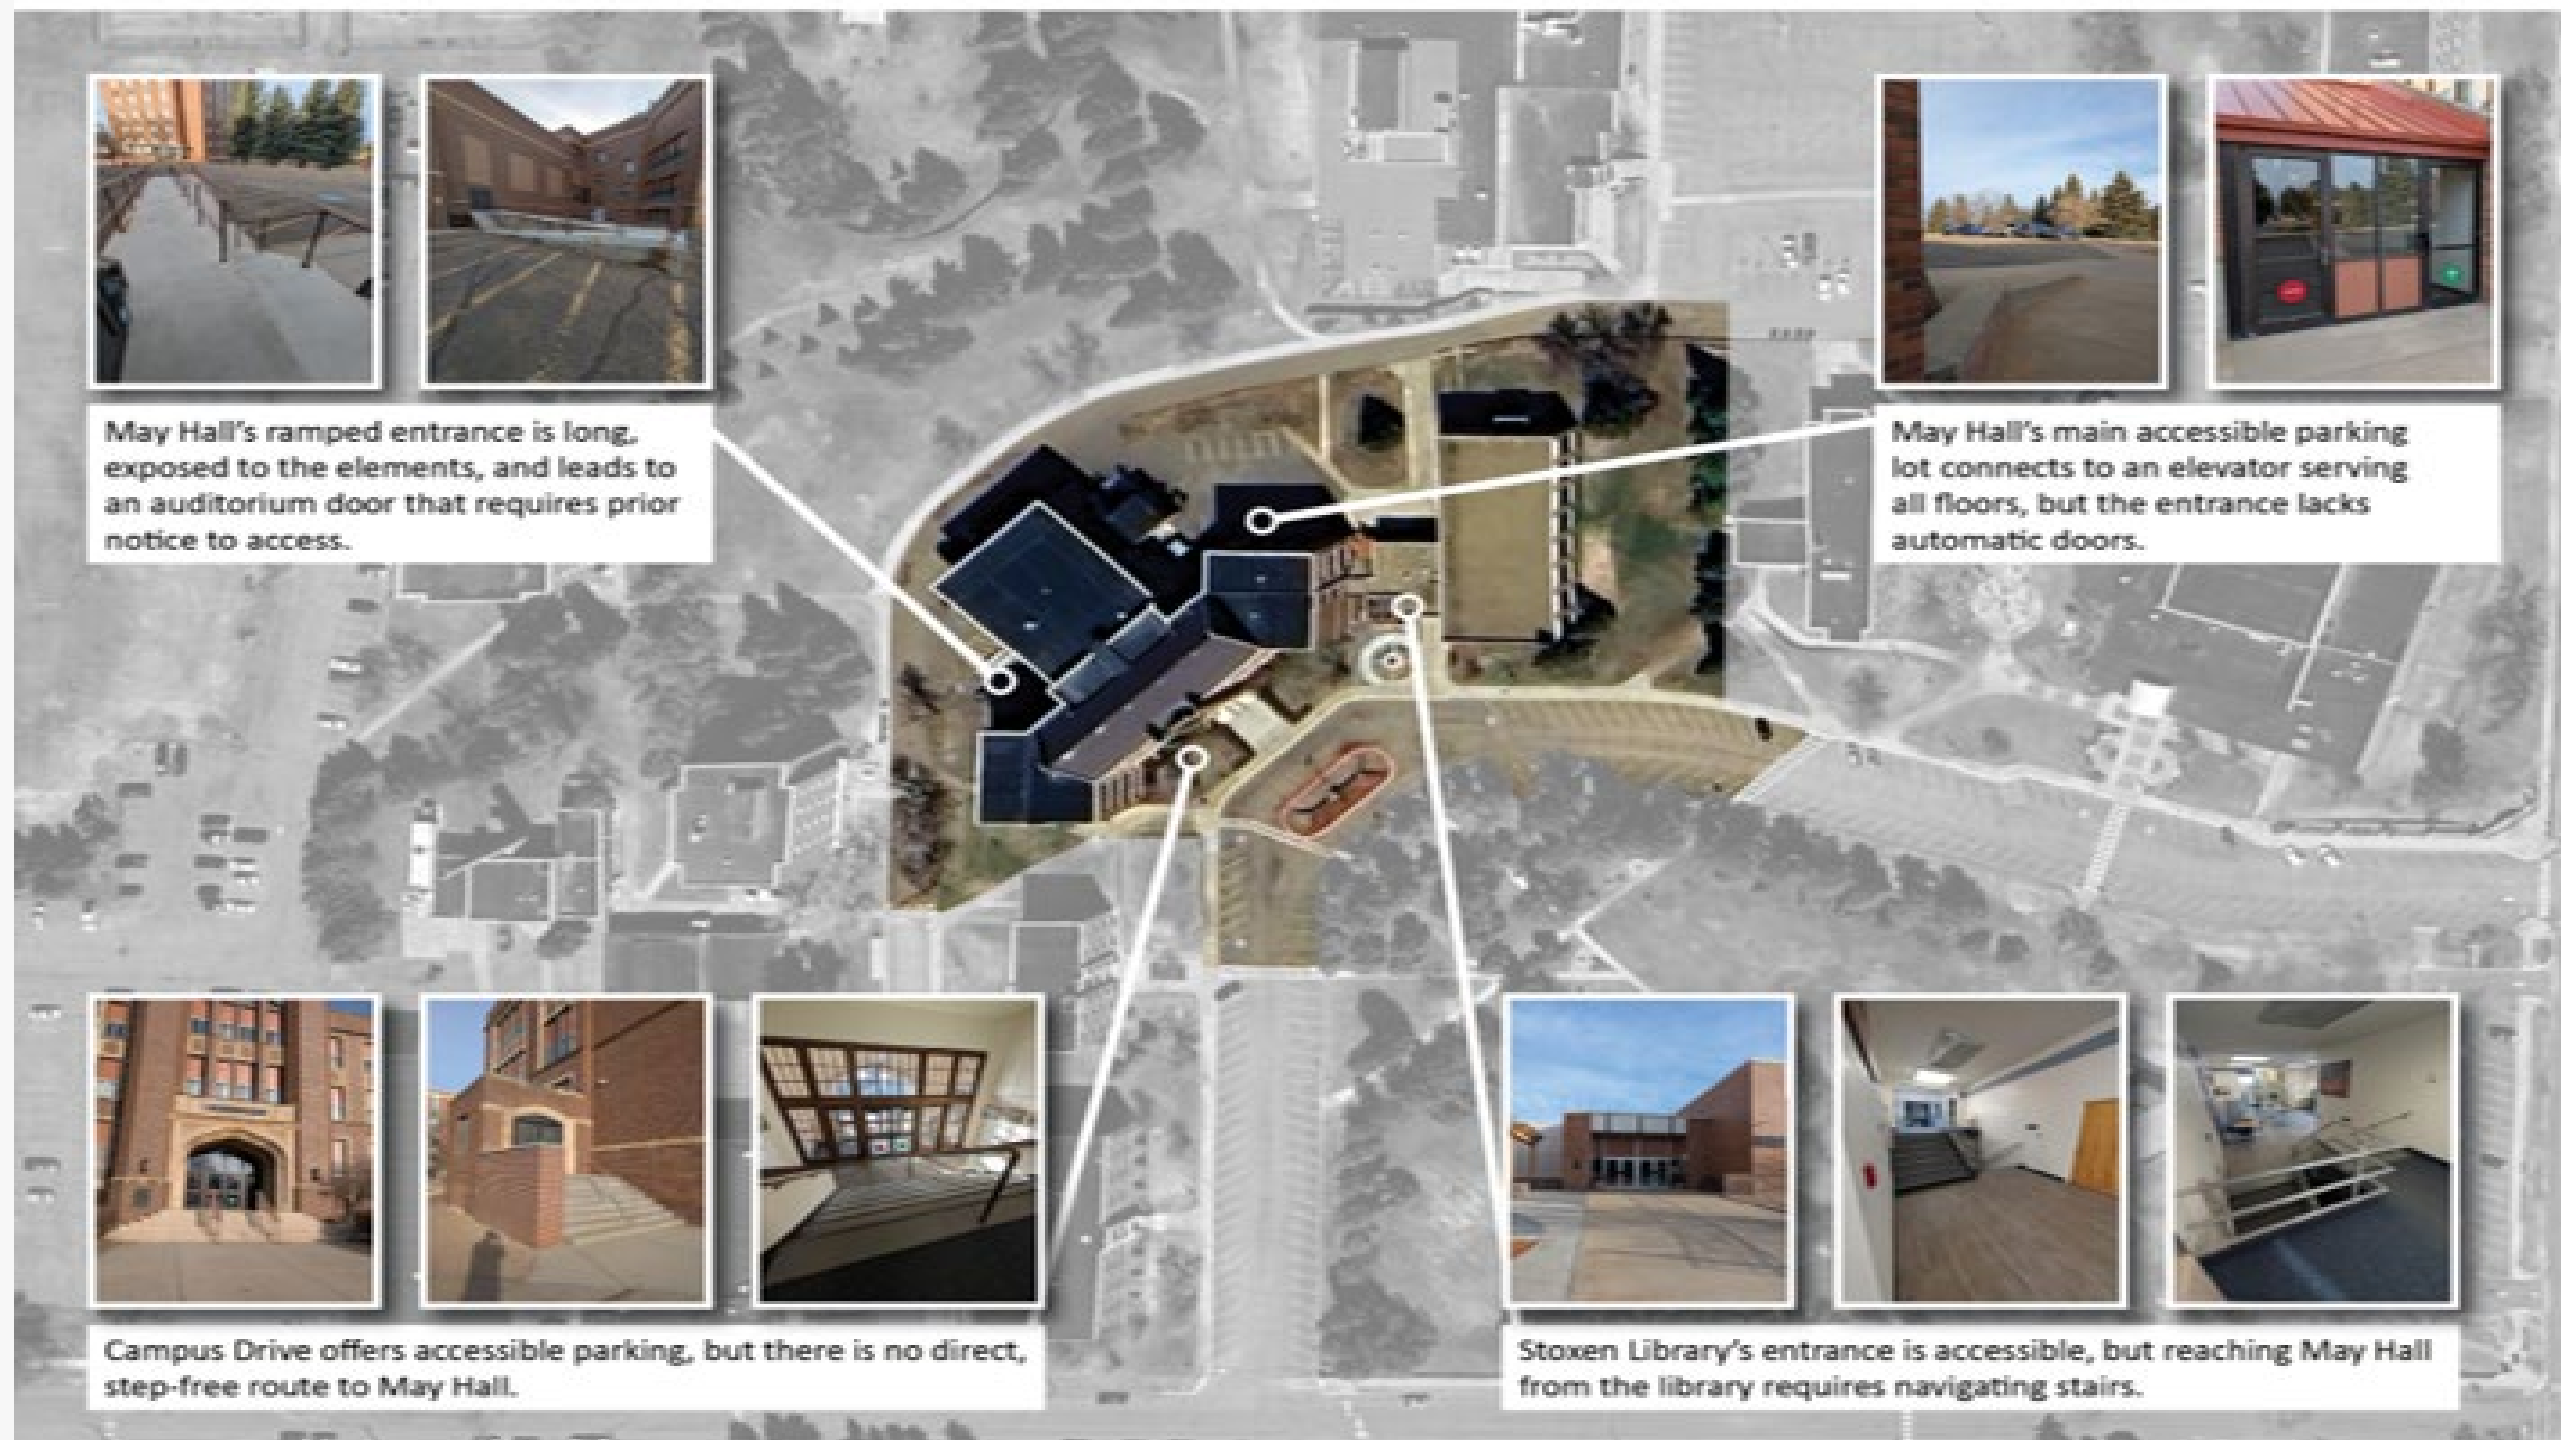 May Hall's ramped entrance is long,
exposed to the elements, and leads to
an auditorium door that requires prior
notice to access.
May Hall's main accessible parking
lot connects to an elevator serving
all floors, but the entrance lacks
automatic doors.
Campus Drive offers accessible parking, but there is no direct,
step-free route to May Hall.
Stoxen Library's entrance is accessible, but reaching May Hall
from the library requires navigating stairs.